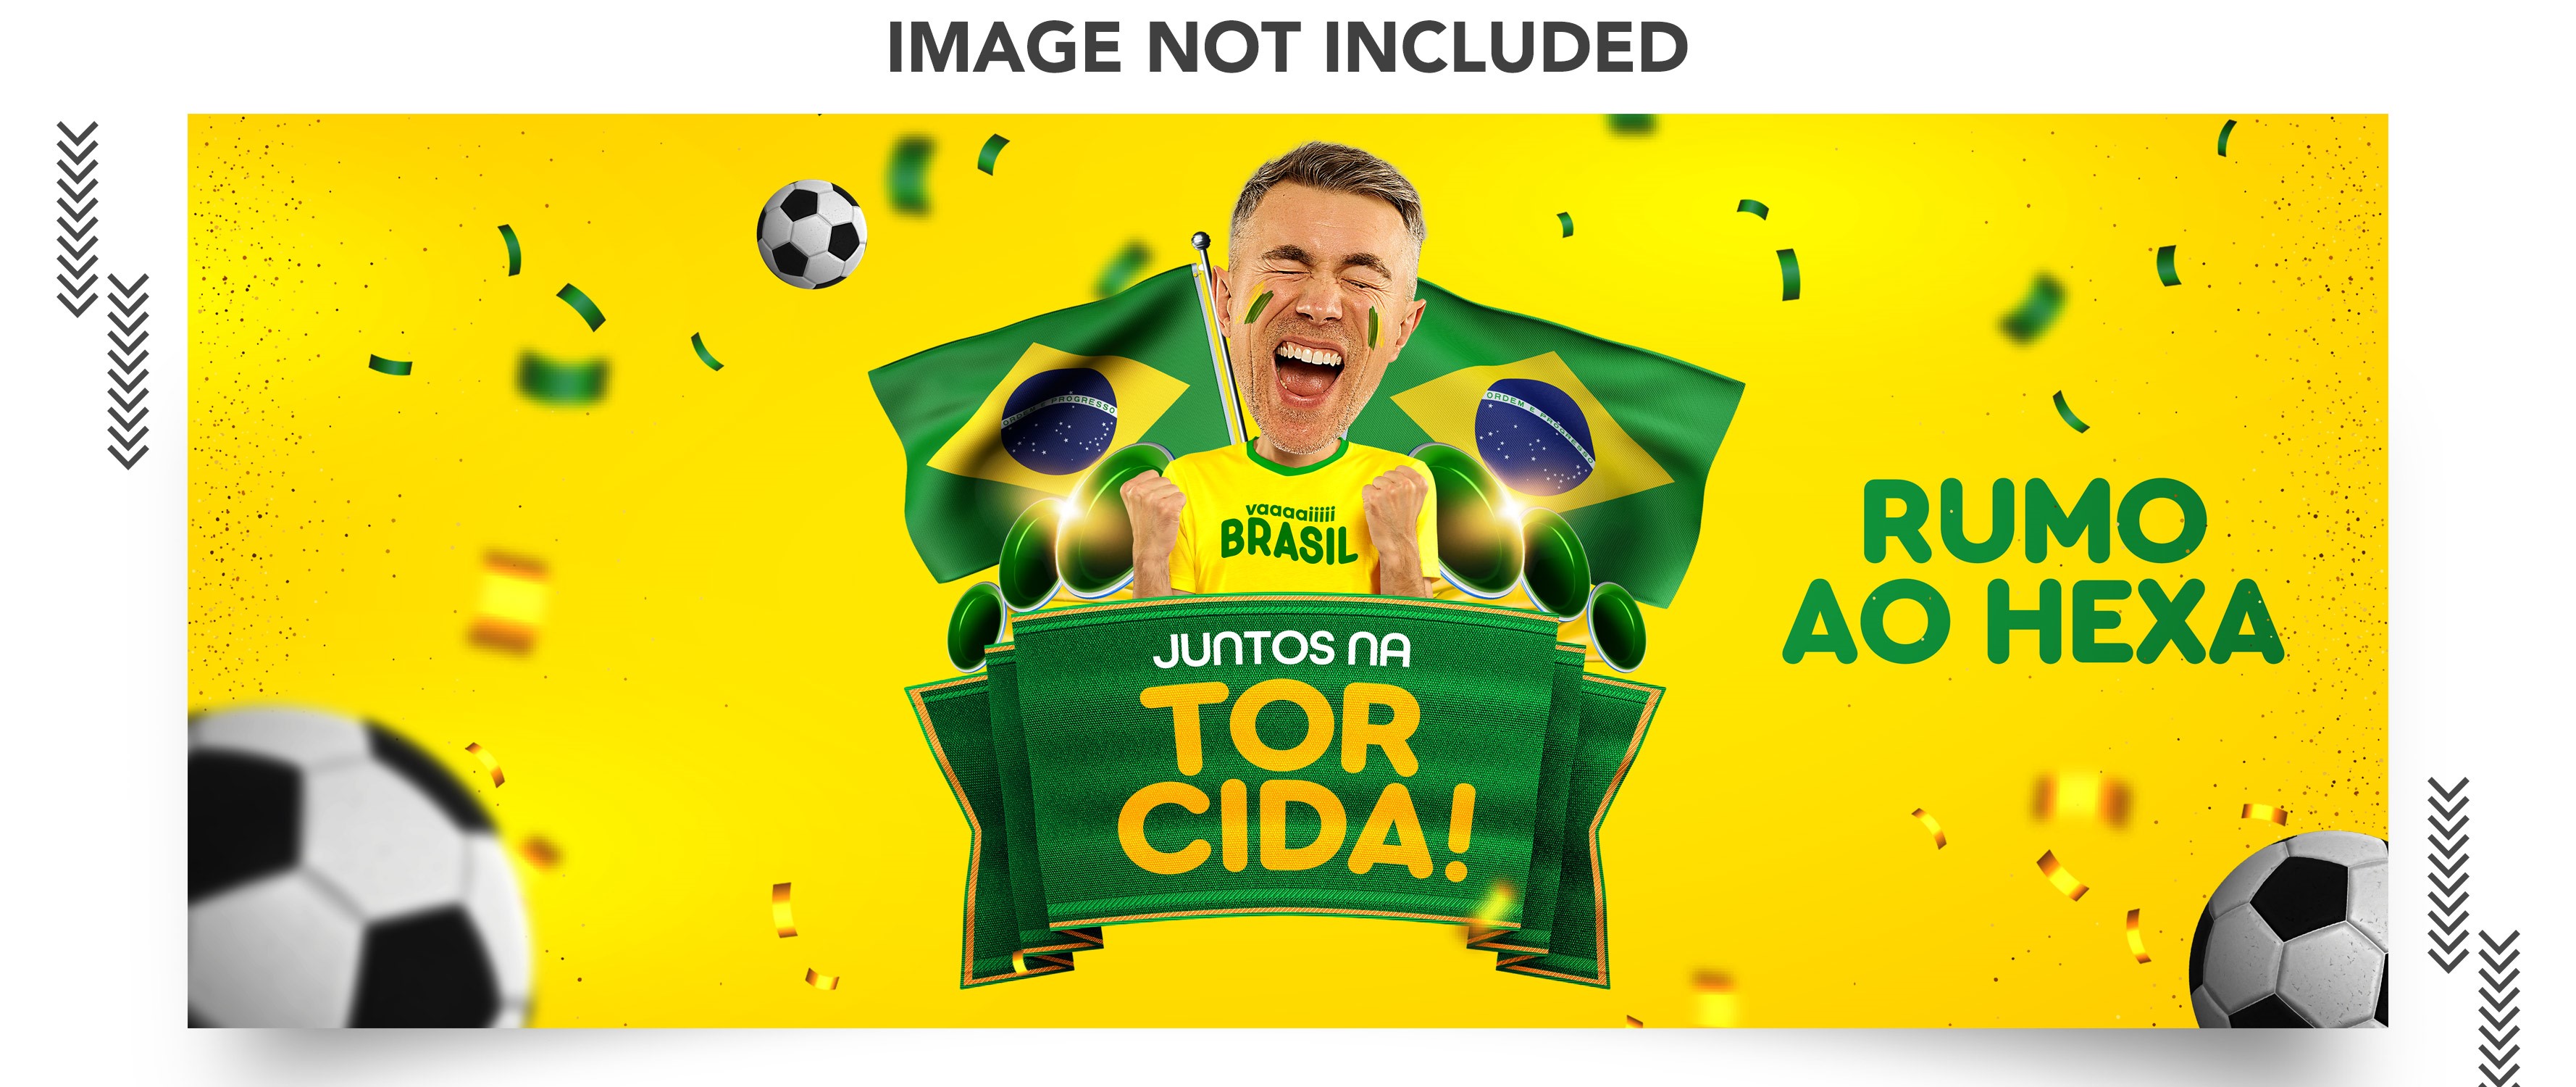 IMAGE NOT INCLUDED
ORDEM E PROGRESSO
ORDEM E PROGRESSO
vaaaaiiiii
BRASIL
RUMO
AO HEXA
JUNTOS NA
TOR
CIDA!